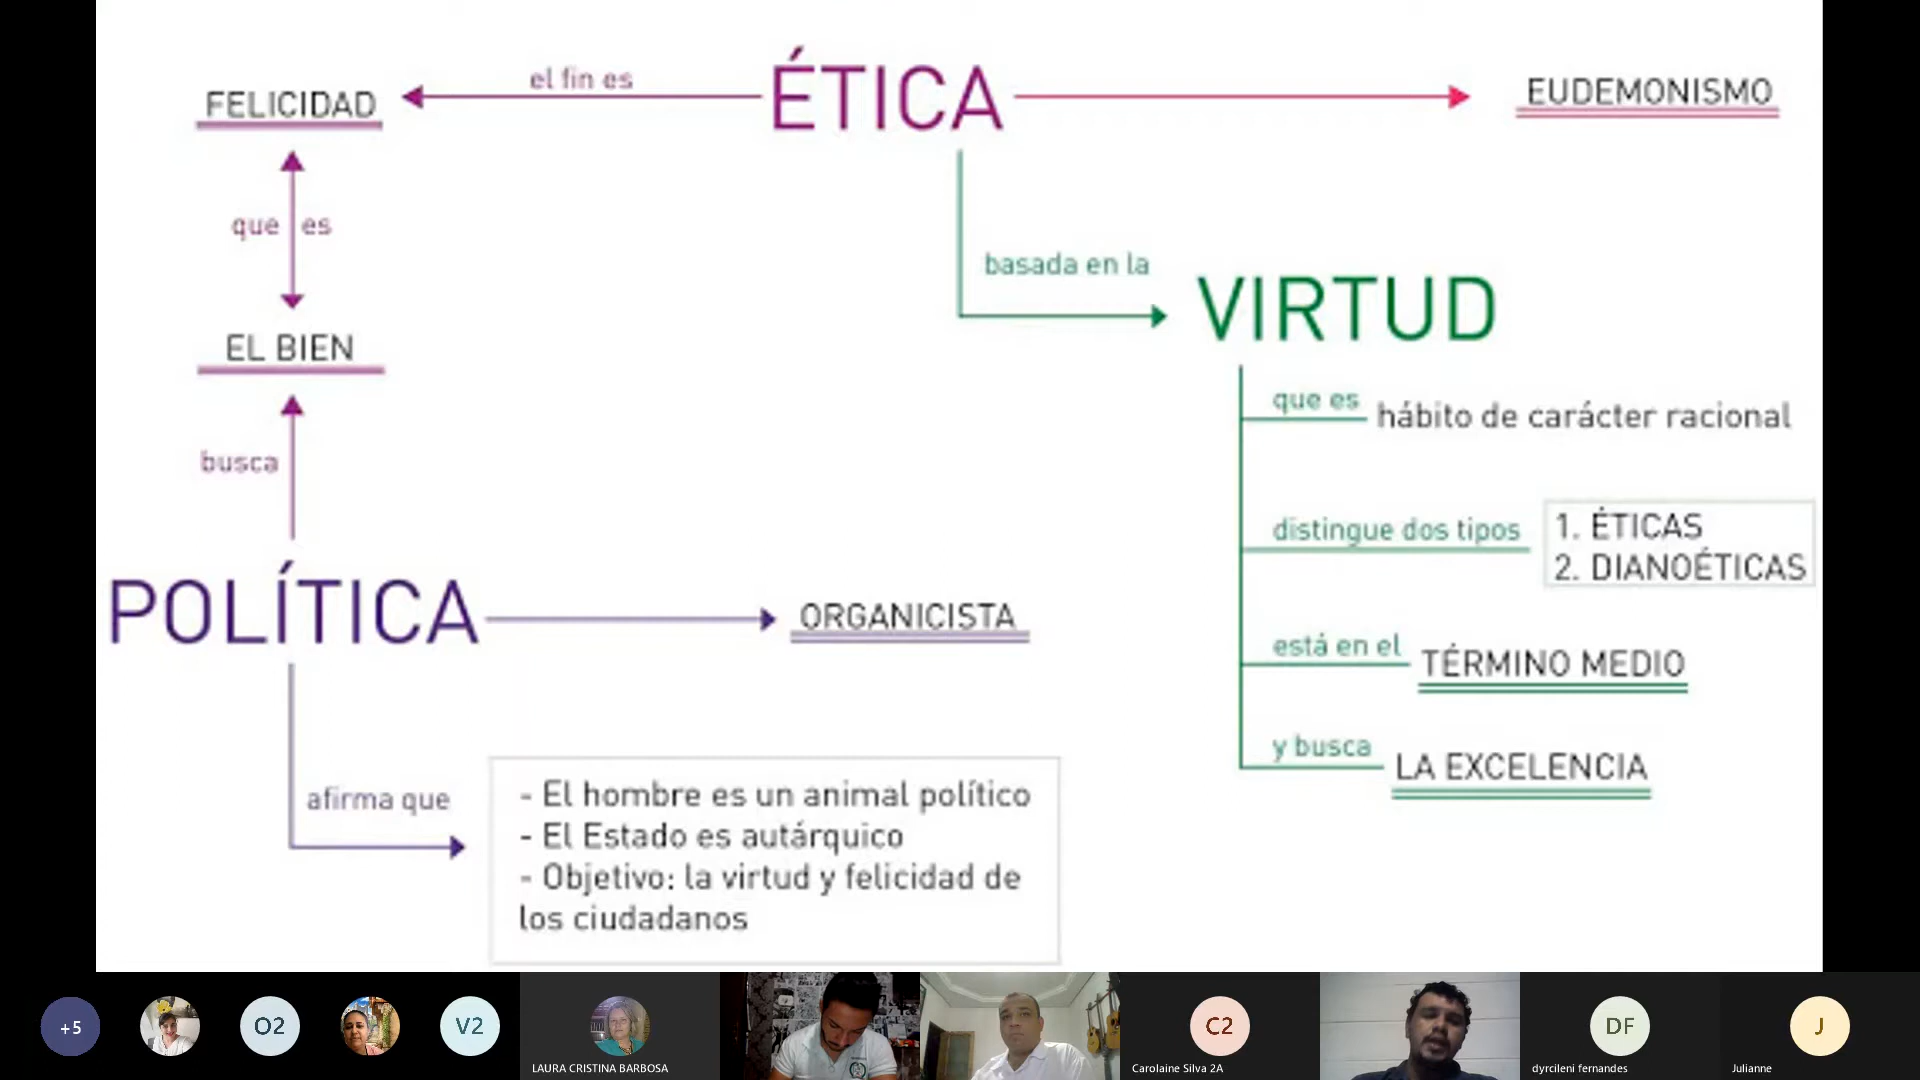 ÉTICA
el fin es
FELICIDAD
EUDEMONISMO
que es
basada en la
VIRTUD
EL BIEN
que es hábito de carácter racional
busca
distingue dos tipos
1. ÉTICAS
2. DIANOÉTICAS
POLÍTICA
ORGANICISTA
está en el TÉRMINO MEDIO
y busca LA EXCELENCIA
afirma que
- El hombre es un animal político
- El Estado es autárquico
- Objetivo: la virtud y felicidad de
los ciudadanos
+5
O2
V2
LAURA CRISTINA BARBOSA
C2
Carolaine Silva 2A
DF
dyrcileni fernandes
J
Julianne